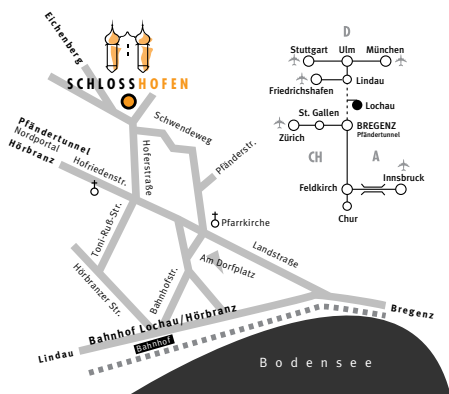 Eichenberg
SCHLOSSHOFEN
Schwendeweg
Pfändertunnel
Nordportal
Hörbranz
Hofriedenstr.
Hoferstraße
Pfänderstr.
Toni-Ruß-Str.
Pfarrkirche
Landstraße
Am Dorfplatz
Hörbranzer Str.
Bahnhofstr.
Bahnhof Lochau/Hörbranz
Bahnhof
Lindau
Bregenz
Bodensee
D
Stuttgart
Ulm
München
Friedrichshafen
Lindau
Lochau
St. Gallen
Zürich
BREGENZ
Pfändertunnel
CH
A
Feldkirch
Innsbruck
Chur